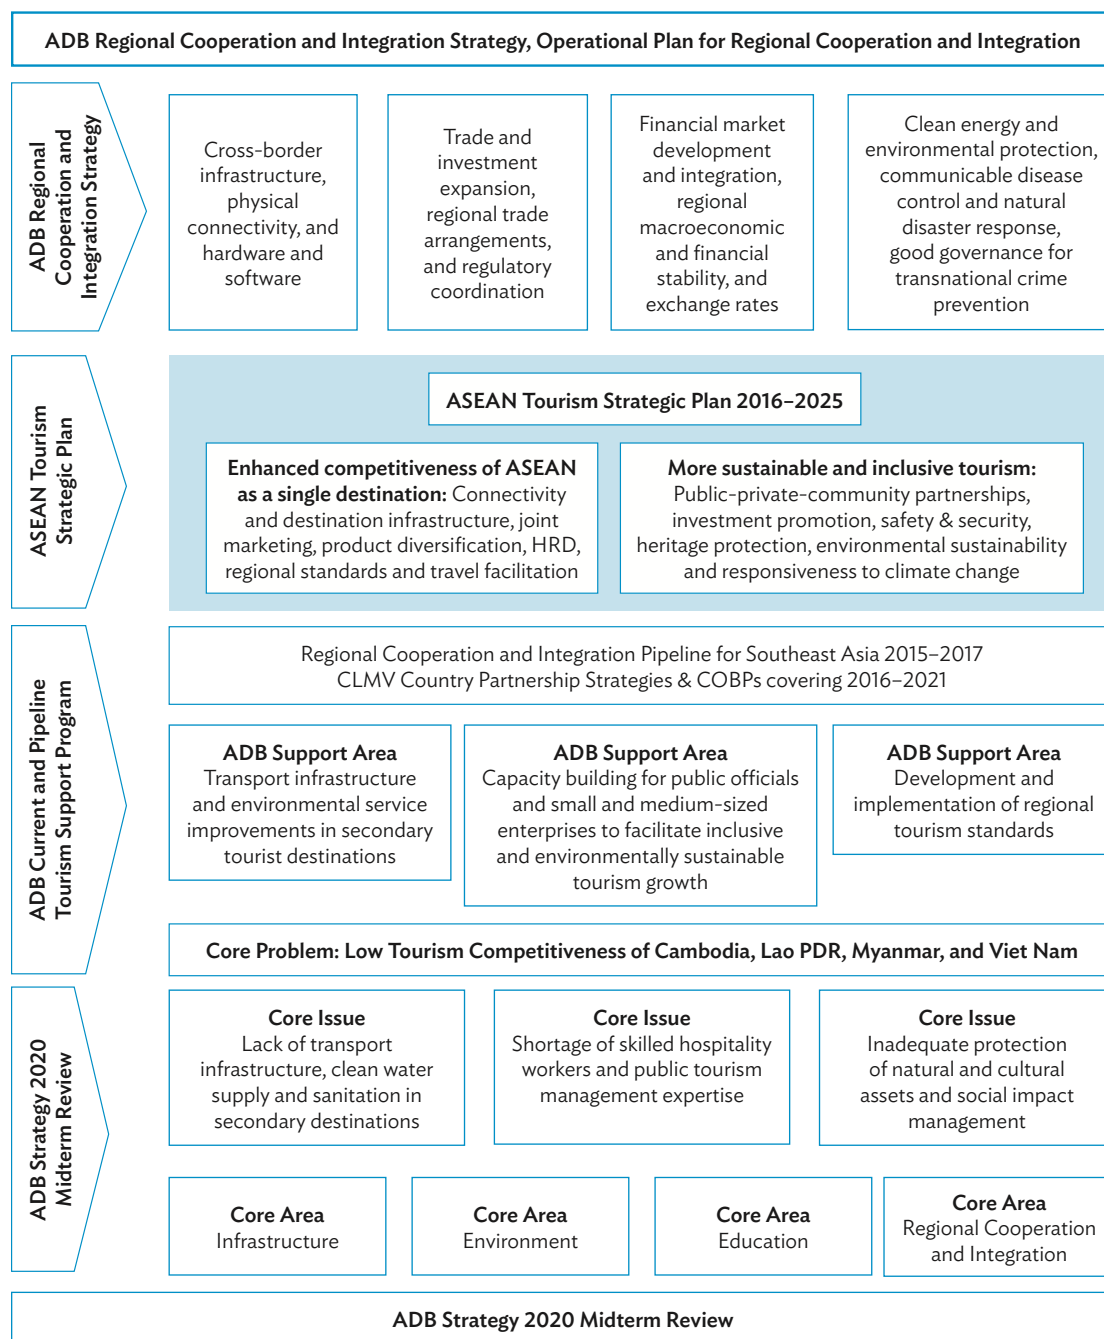 ADB Regional Cooperation and Integration Strategy, Operational Plan for Regional Cooperation and Integration
ADB Regional
Cooperation and
Integration Strategy
Cross-border
infrastructure,
physical
connectivity, and
hardware and
software
Trade and
investment
expansion,
regional trade
arrangements,
and regulatory
coordination
Financial market
development
and integration,
regional
macroeconomic
and financial
stability, and
exchange rates
Clean energy and
environmental protection,
communicable disease
control and natural
disaster response,
good governance for
transnational crime
prevention
ASEAN Tourism
Strategic Plan
ASEAN Tourism Strategic Plan 2016–2025
Enhanced competitiveness of ASEAN
as a single destination: Connectivity
and destination infrastructure, joint
marketing, product diversification, HRD,
regional standards and travel facilitation
More sustainable and inclusive tourism:
Public-private-community partnerships,
investment promotion, safety & security,
heritage protection, environmental sustainability
and responsiveness to climate change
ADB Current and Pipeline
Tourism Support Program
Regional Cooperation and Integration Pipeline for Southeast Asia 2015–2017
CLMV Country Partnership Strategies & COBPs covering 2016–2021
ADB Support Area
Transport infrastructure
and environmental service
improvements in secondary
tourist destinations
ADB Support Area
Capacity building for public officials
and small and medium-sized
enterprises to facilitate inclusive
and environmentally sustainable
tourism growth
ADB Support Area
Development and
implementation of regional
tourism standards
Core Problem: Low Tourism Competitiveness of Cambodia, Lao PDR, Myanmar, and Viet Nam
ADB Strategy 2020
Midterm Review
Core Issue
Lack of transport
infrastructure, clean water
supply and sanitation in
secondary destinations
Core Issue
Shortage of skilled hospitality
workers and public tourism
management expertise
Core Issue
Inadequate protection
of natural and cultural
assets and social impact
management
Core Area
Infrastructure
Core Area
Environment
Core Area
Education
Core Area
Regional Cooperation
and Integration
ADB Strategy 2020 Midterm Review